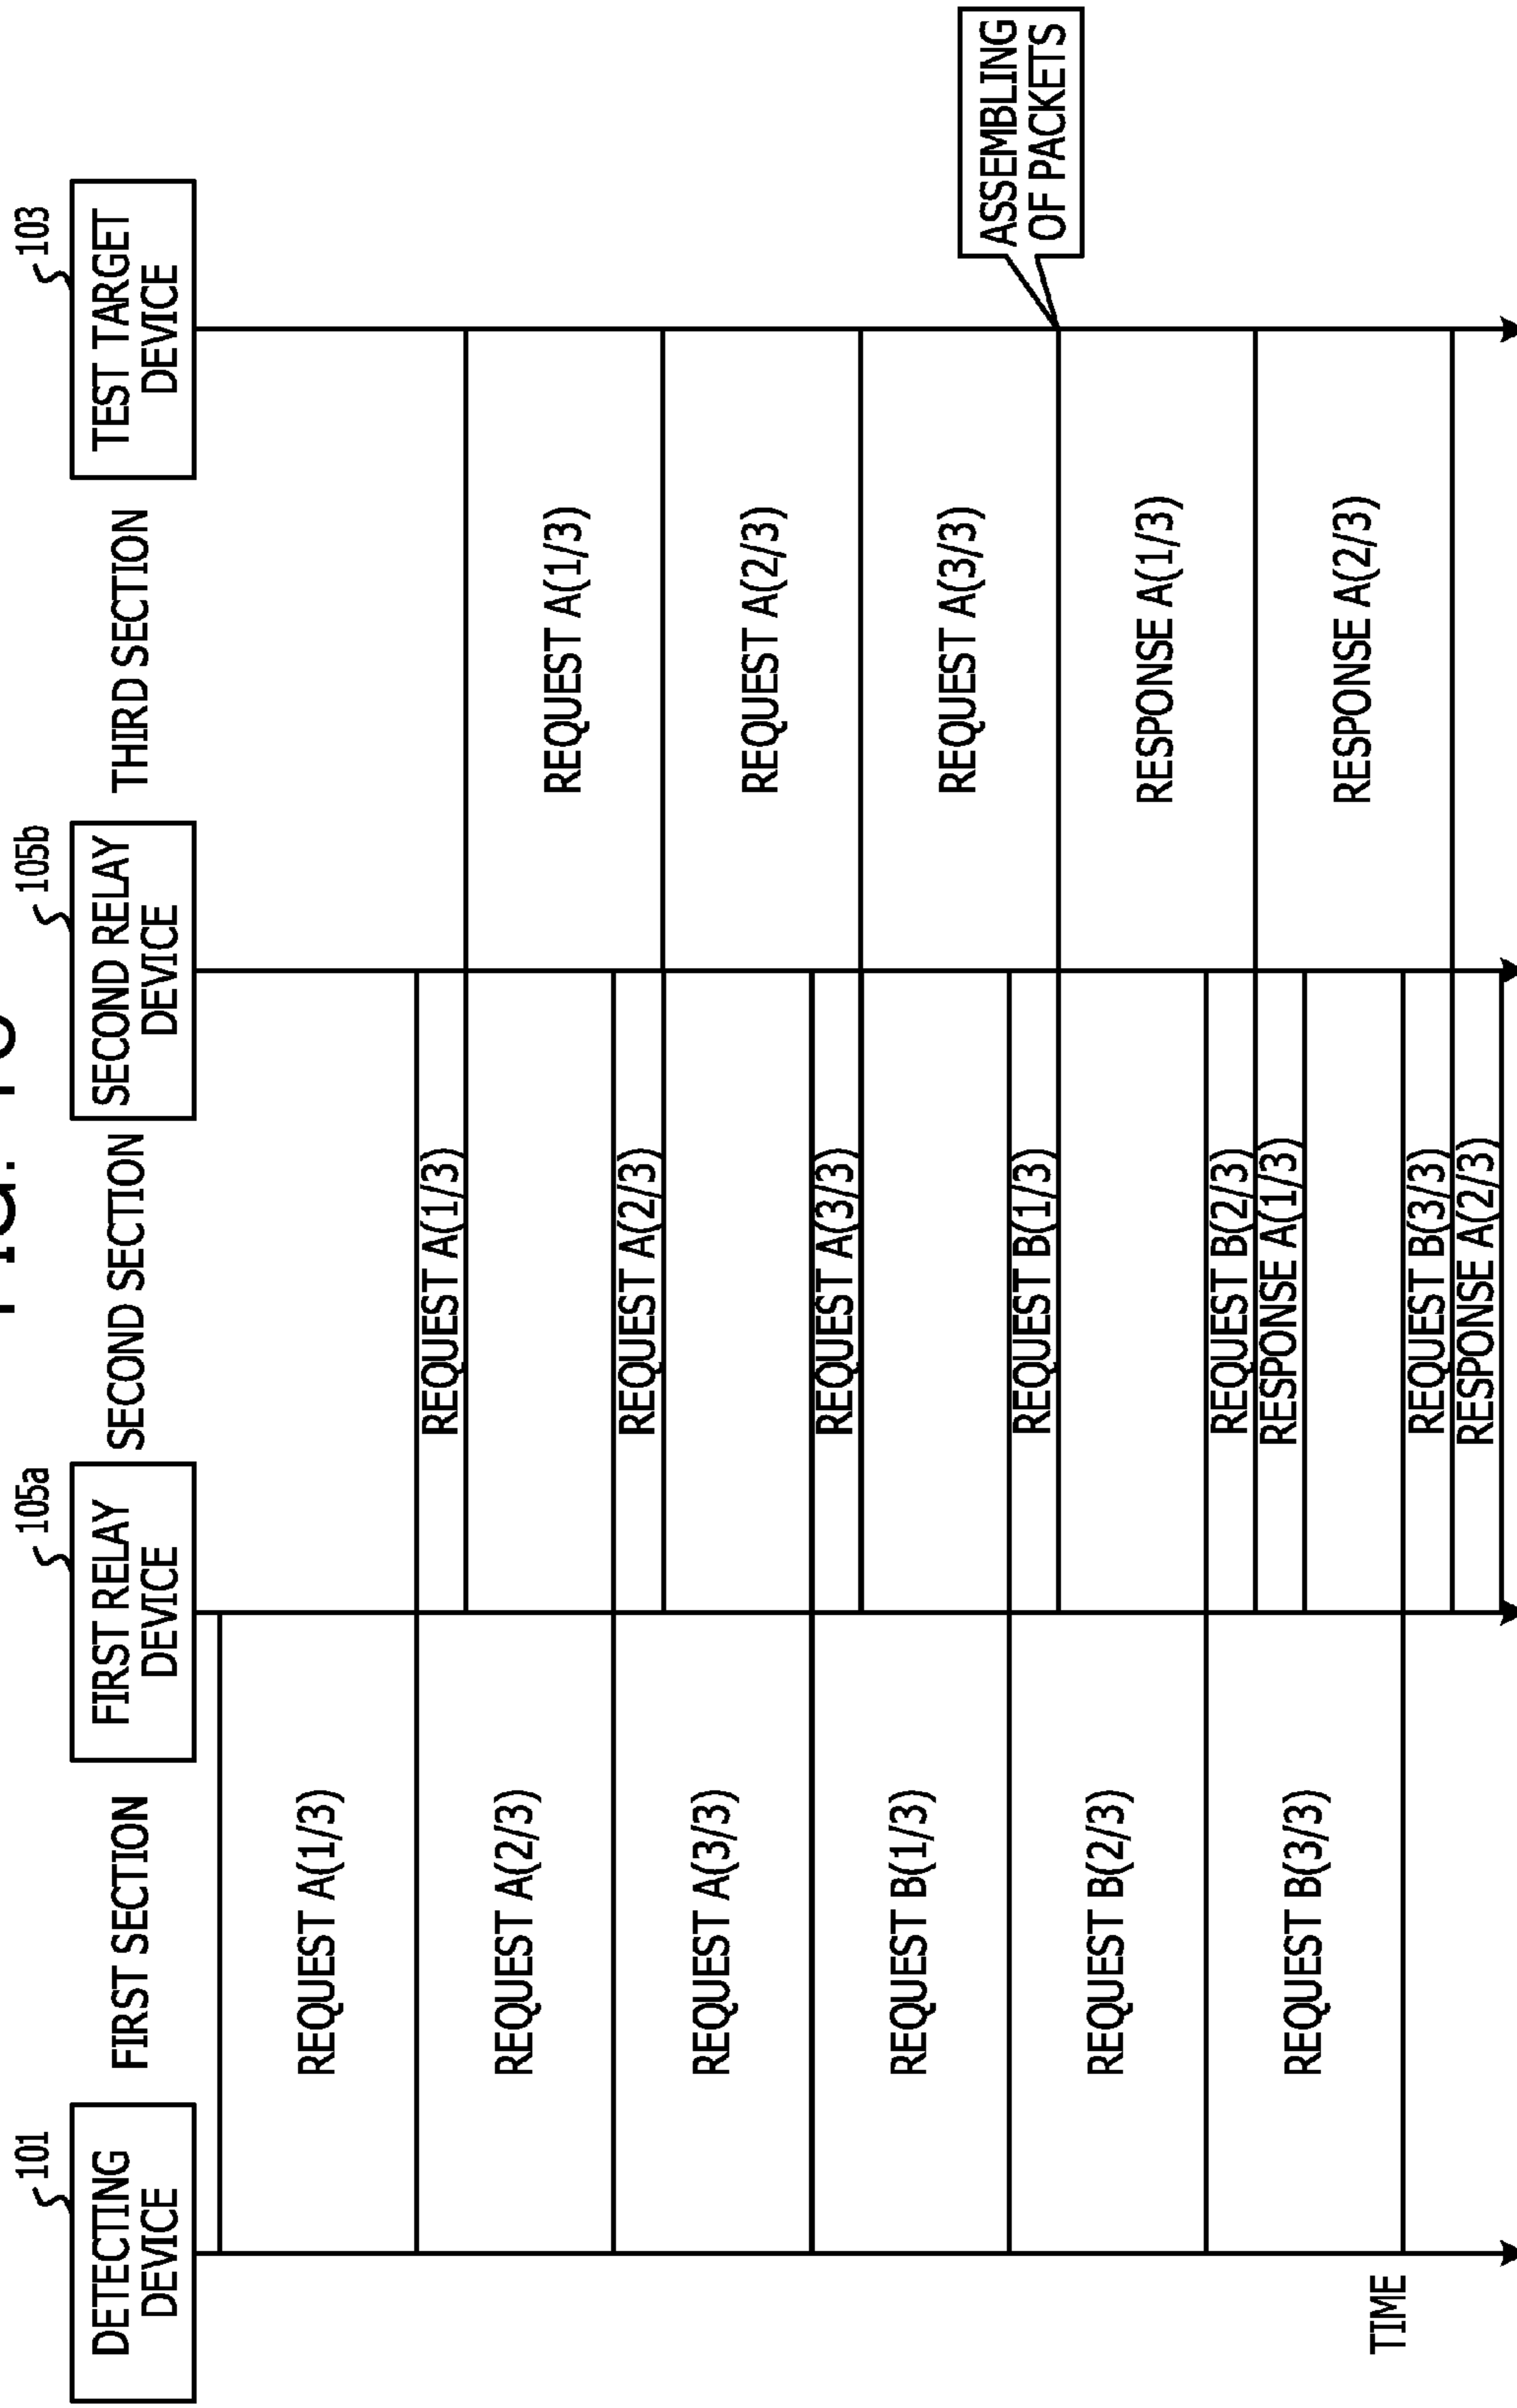 101
DETECTING
DEVICE
FIRST SECTION
105a
FIRST RELAY
DEVICE
SECOND SECTION
105b
SECOND RELAY
DEVICE
THIRD SECTION
103
TEST TARGET
DEVICE
REQUEST A(1/3)
REQUEST A(2/3)
REQUEST A(3/3)
REQUEST B(1/3)
REQUEST B(2/3)
REQUEST B(3/3)
REQUEST A(1/3)
REQUEST A(2/3)
REQUEST A(3/3)
REQUEST B(1/3)
REQUEST B(2/3)
RESPONSE A(1/3)
REQUEST B(3/3)
RESPONSE A(2/3)
REQUEST A(1/3)
REQUEST A(2/3)
REQUEST A(3/3)
RESPONSE A(1/3)
RESPONSE A(2/3)
ASSEMBLING
OF PACKETS
TIME